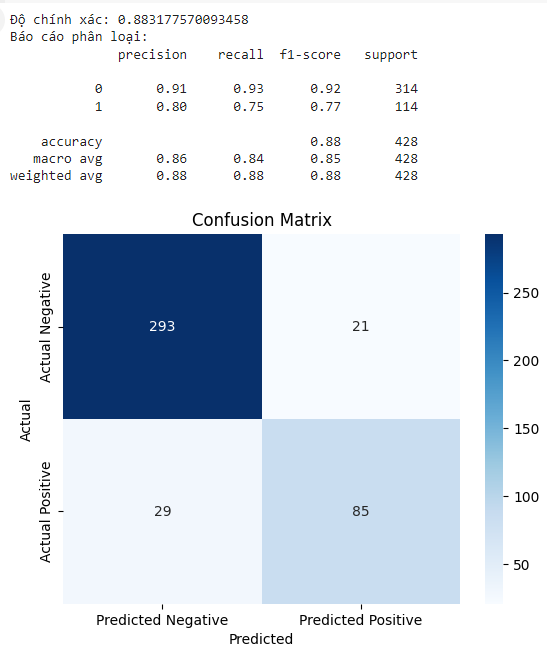 Độ chính xác: 0.883177570093458
Báo cáo phân loại:
precision recall f1-score support
0 0.91 0.93 0.92 314
1 0.80 0.75 0.77 114
accuracy 0.88 428
macro avg 0.86 0.84 0.85 428
weighted avg 0.88 0.88 0.88 428
Confusion Matrix
Actual
Actual Negative
293 21
Actual Positive
29 85
Predicted Negative Predicted Positive
Predicted
250
200
150
100
50